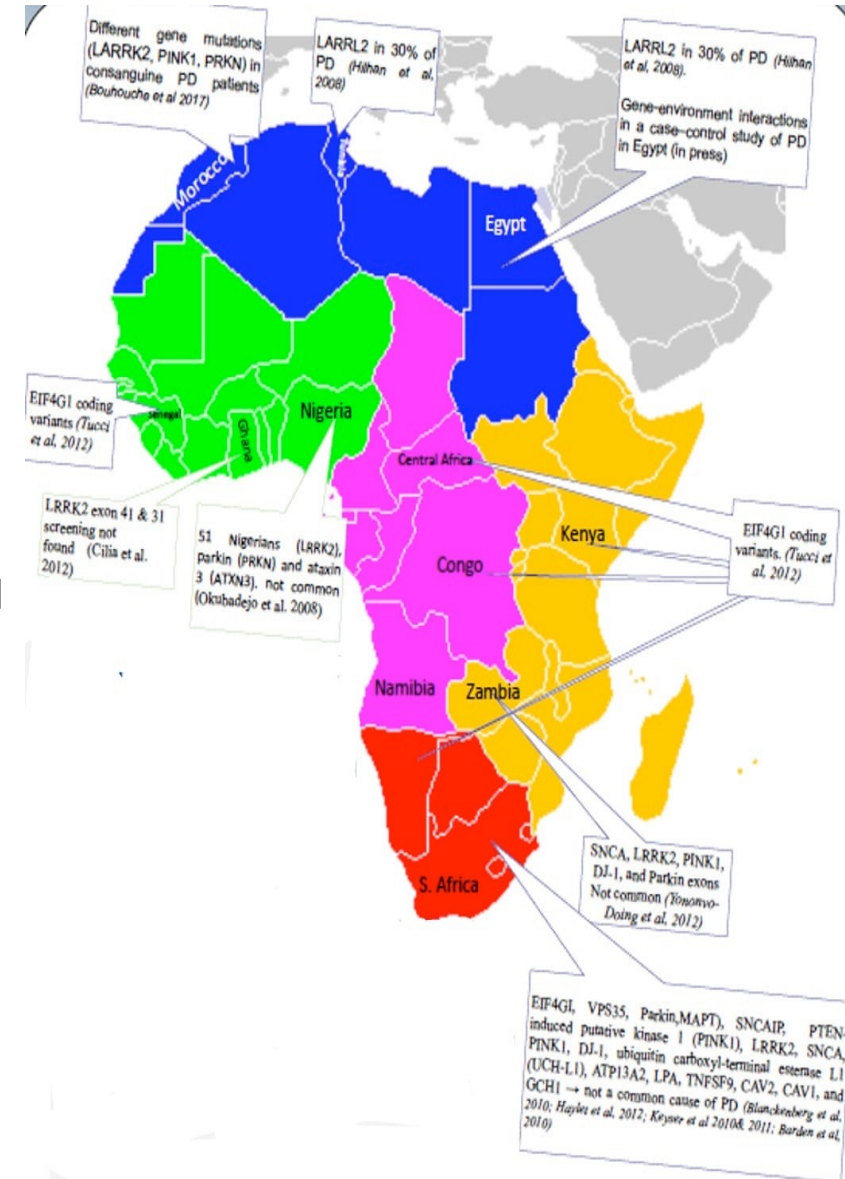 Different gene mutations
(LARRK2, PINK1, PRKN) in
consanguine PD patients
(Bouhouche et al 2017)
LARRL2 in 30% of
PD (Hilhan et al,
2008)
LARRL2 in 30% of PD (Hilhan
et al, 2008).
Gene-environment interactions
in a case–control study of PD
in Egypt (in press)
Morocco
Egypt
EIF4G1 coding
variants (Tucci
et al. 2012)
Senegal
Ghana
Nigeria
Central Africa
Kenya
Congo
LRRK2 exon 41 & 31
screening not
found (Cilia et al.
2012)
51 Nigerians (LRRK2),
parkin (PRKN) and ataxin
3 (ATXN3). not common
(Okubadejo et al. 2008)
EIF4G1 coding
variants. (Tucci et
al, 2012)
Namibia
Zambia
S. Africa
SNCA, LRRK2, PINK1,
DJ-1, and Parkin exons
Not common (Yononvo-
Doing et al. 2012)
EIF4GI, VPS35, Parkin,MAPT), SNCAIP, PTEN-
induced putative kinase 1 (PINK1), LRRK2, SNCA,
PINK1, DJ-1, ubiquitin carboxyl-terminal esterase L1
(UCH-L1), ATP13A2, LPA, TNFSF9, CAV2, CAV1, and
GCH1 → not a common cause of PD (Blanckenberg et al,
2010; Haylet et al, 2012; Keyser et al 2010& 2011; Barden et al,
2010)